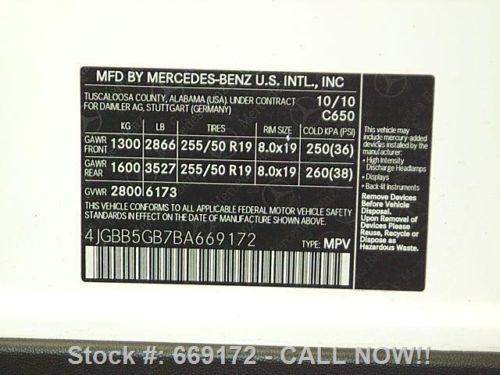 MFD BY MERCEDES-BENZ U.S. INTL., INC
TUSCALOOSA COUNTY, ALABAMA (USA), UNDER CONTRACT
FOR DAIMLER AG, STUTTGART (GERMANY)
10/10
C650
KG LB TIRES RIM SIZE COLD KPA (PSI)
GAWR FRONT 1300 2866 255/50 R19 8.0x19 250(36)
GAWR REAR 1600 3527 255/50 R19 8.0x19 260(38)
GVWR 2800 6173
THIS VEHICLE CONFORMS TO ALL APPLICABLE FEDERAL MOTOR VEHICLE SAFETY
STANDARDS IN EFFECT ON THE DATE OF MANUFACTURE SHOWN ABOVE.
4JGBB5GB7BA669172 TYPE: MPV
This vehicle may
include mercury-added
devices installed by the
manufacturer:
• High Intensity
Discharge Headlamps
• Displays
• Back-lit Instruments
Remove Devices
Before Vehicle
Disposal.
Upon Removal of
Devices Please
Reuse, Recycle or
Dispose as
Hazardous Waste.
Stock #: 669172 - CALL NOW!!